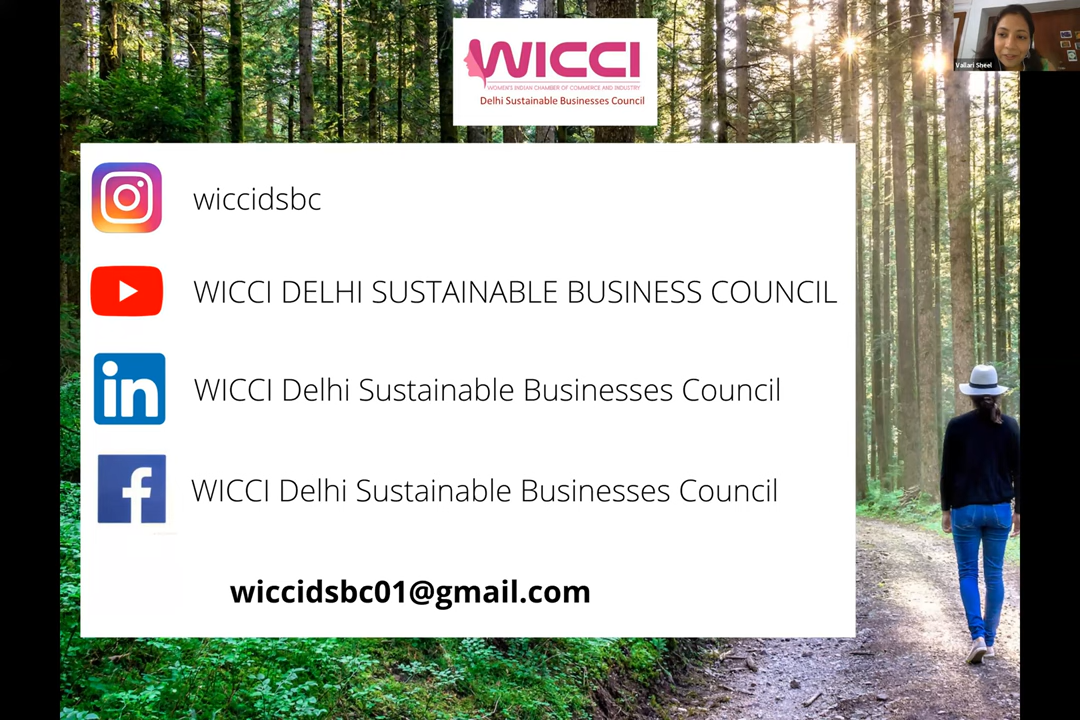 WICCI
WOMEN'S INDIAN CHAMBER OF COMMERCE AND INDUSTRY
Delhi Sustainable Businesses Council
Vallari Sheel
wiccidsbc
WICCI DELHI SUSTAINABLE BUSINESS COUNCIL
in
WICCI Delhi Sustainable Businesses Council
f
WICCI Delhi Sustainable Businesses Council
wiccidsbc01@gmail.com